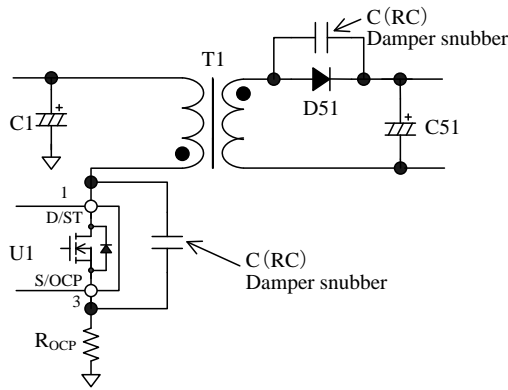 C (RC)
Damper snubber
T1
D51
C1
C51
1
D/ST
U1
S/OCP
3
C (RC)
Damper snubber
ROCP